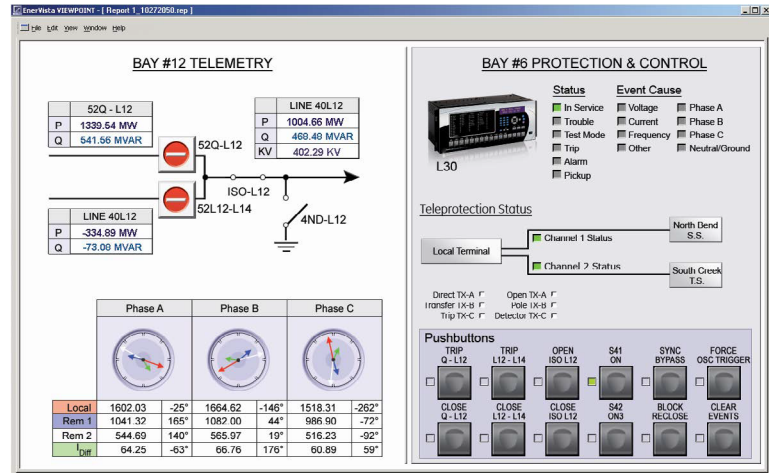 EnerVista VIEWPOINT - [ Report 1_10272050.rep ]
File Edit View Window Help
BAY #12 TELEMETRY
52Q - L12
P 1339.54 MW
Q 541.56 MVAR
LINE 40L12
P 1004.66 MW
Q 468.48 MVAR
KV 402.29 KV
52Q-L12
ISO-L12
52L12-L14
4ND-L12
LINE 40L12
P -334.89 MW
Q -73.08 MVAR
Phase A Phase B Phase C
Local 1602.03 -25° 1664.62 -146° 1518.31 -262°
Rem 1 1041.32 165° 1082.00 44° 986.90 -72°
Rem 2 544.69 140° 565.97 19° 516.23 -92°
IDiff 64.25 -63° 66.76 176° 60.89 59°
BAY #6 PROTECTION & CONTROL
L30
Status
In Service
Trouble
Test Mode
Trip
Alarm
Pickup
Event Cause
Voltage Phase A
Current Phase B
Frequency Phase C
Other Neutral/Ground
Teleprotection Status
Local Terminal
Channel 1 Status
North Bend
S.S.
Channel 2 Status
South Creek
T.S.
Direct TX-A Open TX-A
Transfer TX-B Pole TX-B
Trip TX-C Detector TX-C
Pushbuttons
TRIP
Q - L12
TRIP
L12 - L14
OPEN
ISO L12
S41
ON
SYNC
BYPASS
FORCE
OSC TRIGGER
CLOSE
Q - L12
CLOSE
L12 - L14
CLOSE
ISO L12
S42
ON3
BLOCK
RECLOSE
CLEAR
EVENTS